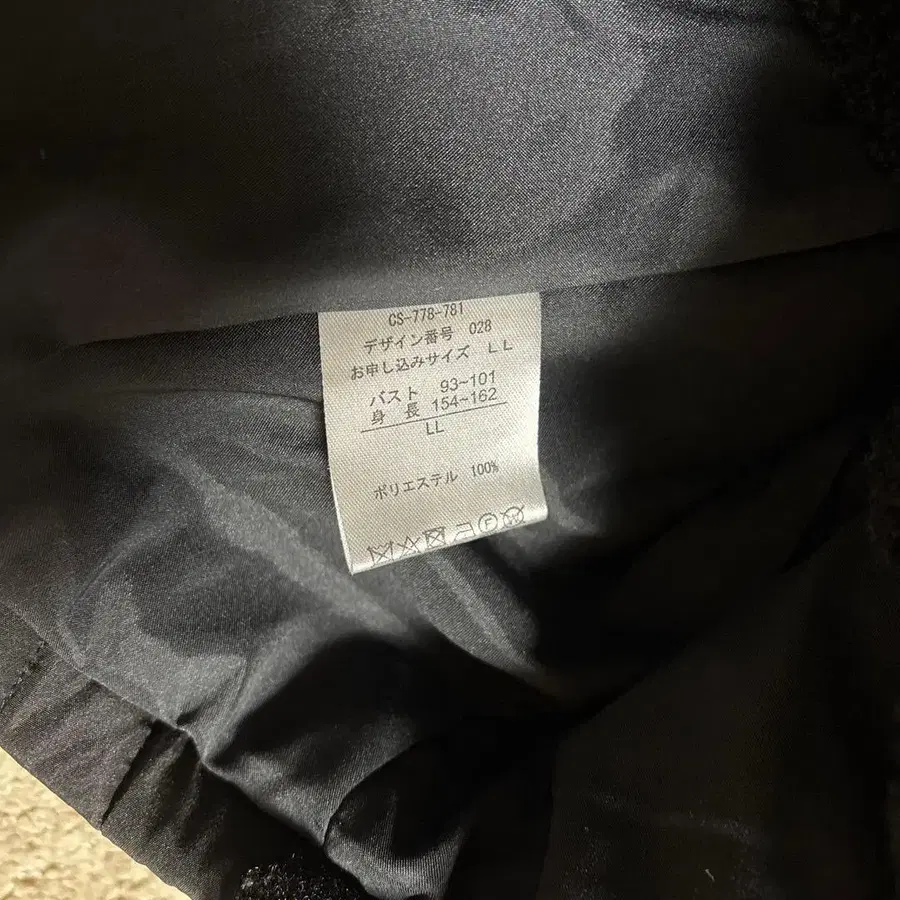 CS-778-781
デザイン番号 028
お申し込みサイズ LL
バスト 93~101
身長 154~162
LL
ポリエステル 100%